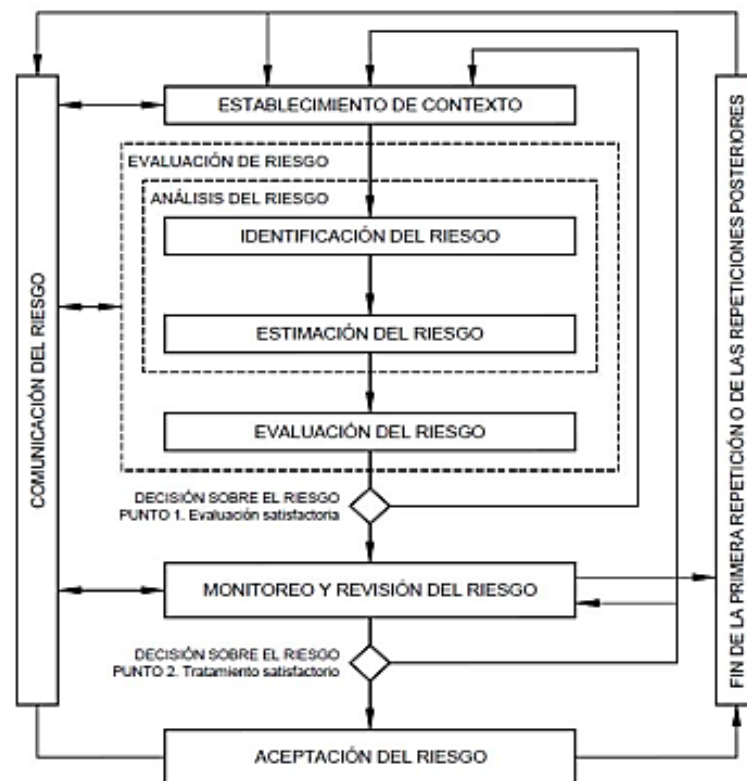 ESTABLECIMIENTO DE CONTEXTO
EVALUACIÓN DE RIESGO
ANÁLISIS DEL RIESGO
IDENTIFICACIÓN DEL RIESGO
ESTIMACIÓN DEL RIESGO
EVALUACIÓN DEL RIESGO
DECISIÓN SOBRE EL RIESGO
PUNTO 1. Evaluación satisfactoria
MONITOREO Y REVISIÓN DEL RIESGO
DECISIÓN SOBRE EL RIESGO
PUNTO 2. Tratamiento satisfactorio
ACEPTACIÓN DEL RIESGO
COMUNICACIÓN DEL RIESGO
FIN DE LA PRIMERA REPETICIÓN O DE LAS REPETICIONES POSTERIORES